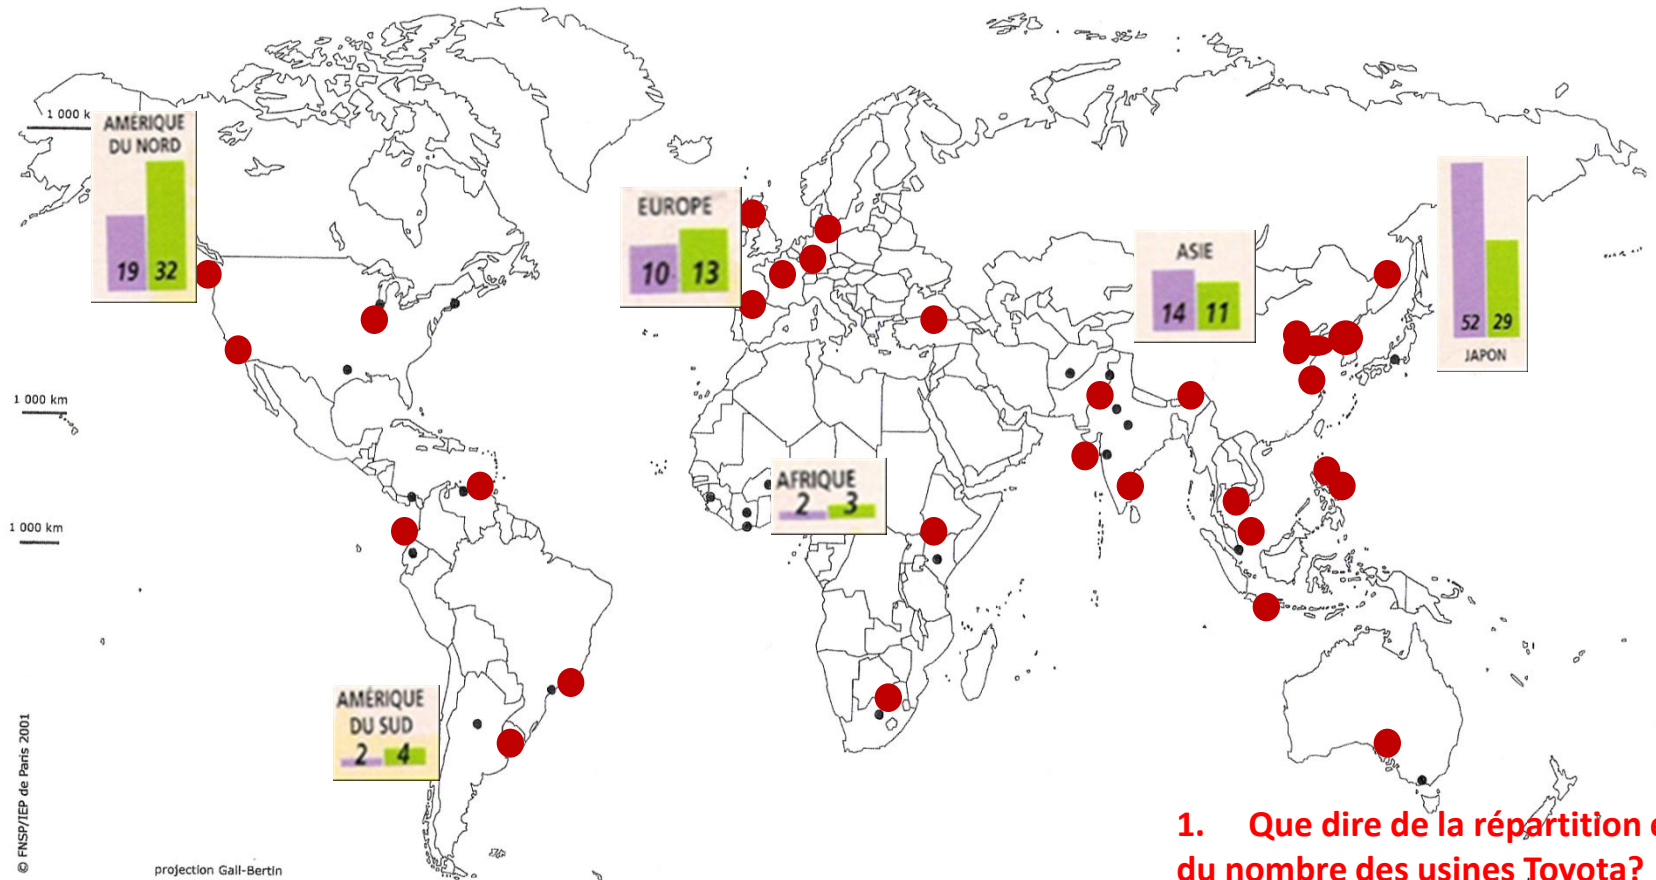 1 000 k
AMÉRIQUE
DU NORD
19 32
EUROPE
10 13
ASIE
14 11
52 29
JAPON
1 000 km
AFRIQUE
2 3
1 000 km
AMÉRIQUE
DU SUD
2 4
© FNSP/IEP de Paris 2001
projection Gall-Bertin
1. Que dire de la répartition e
du nombre des usines Toyota?